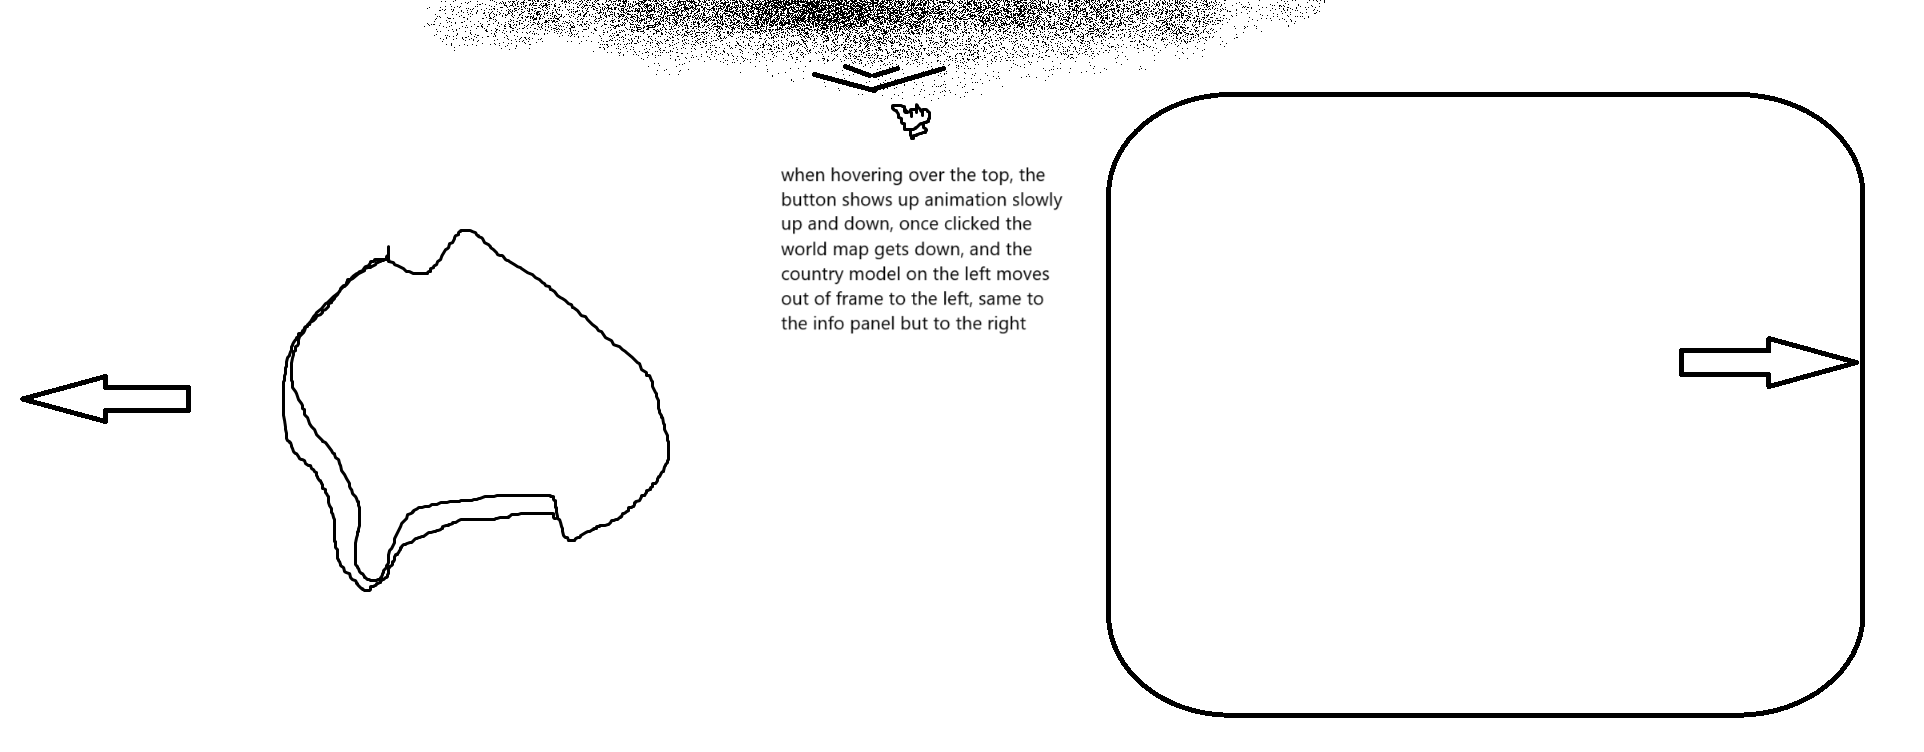 when hovering over the top, the
button shows up animation slowly
up and down, once clicked the
world map gets down, and the
country model on the left moves
out of frame to the left, same to
the info panel but to the right